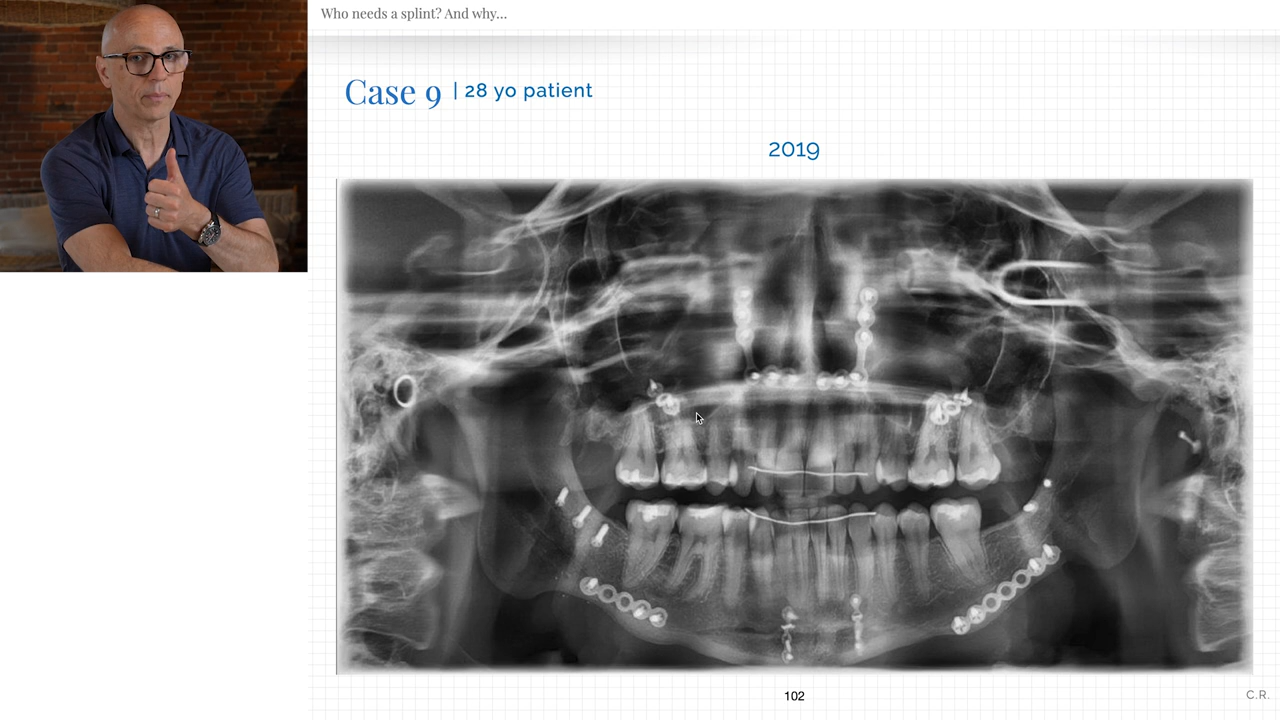 Who needs a splint? And why...
Case 9 | 28 yo patient
2019
102
C.R.